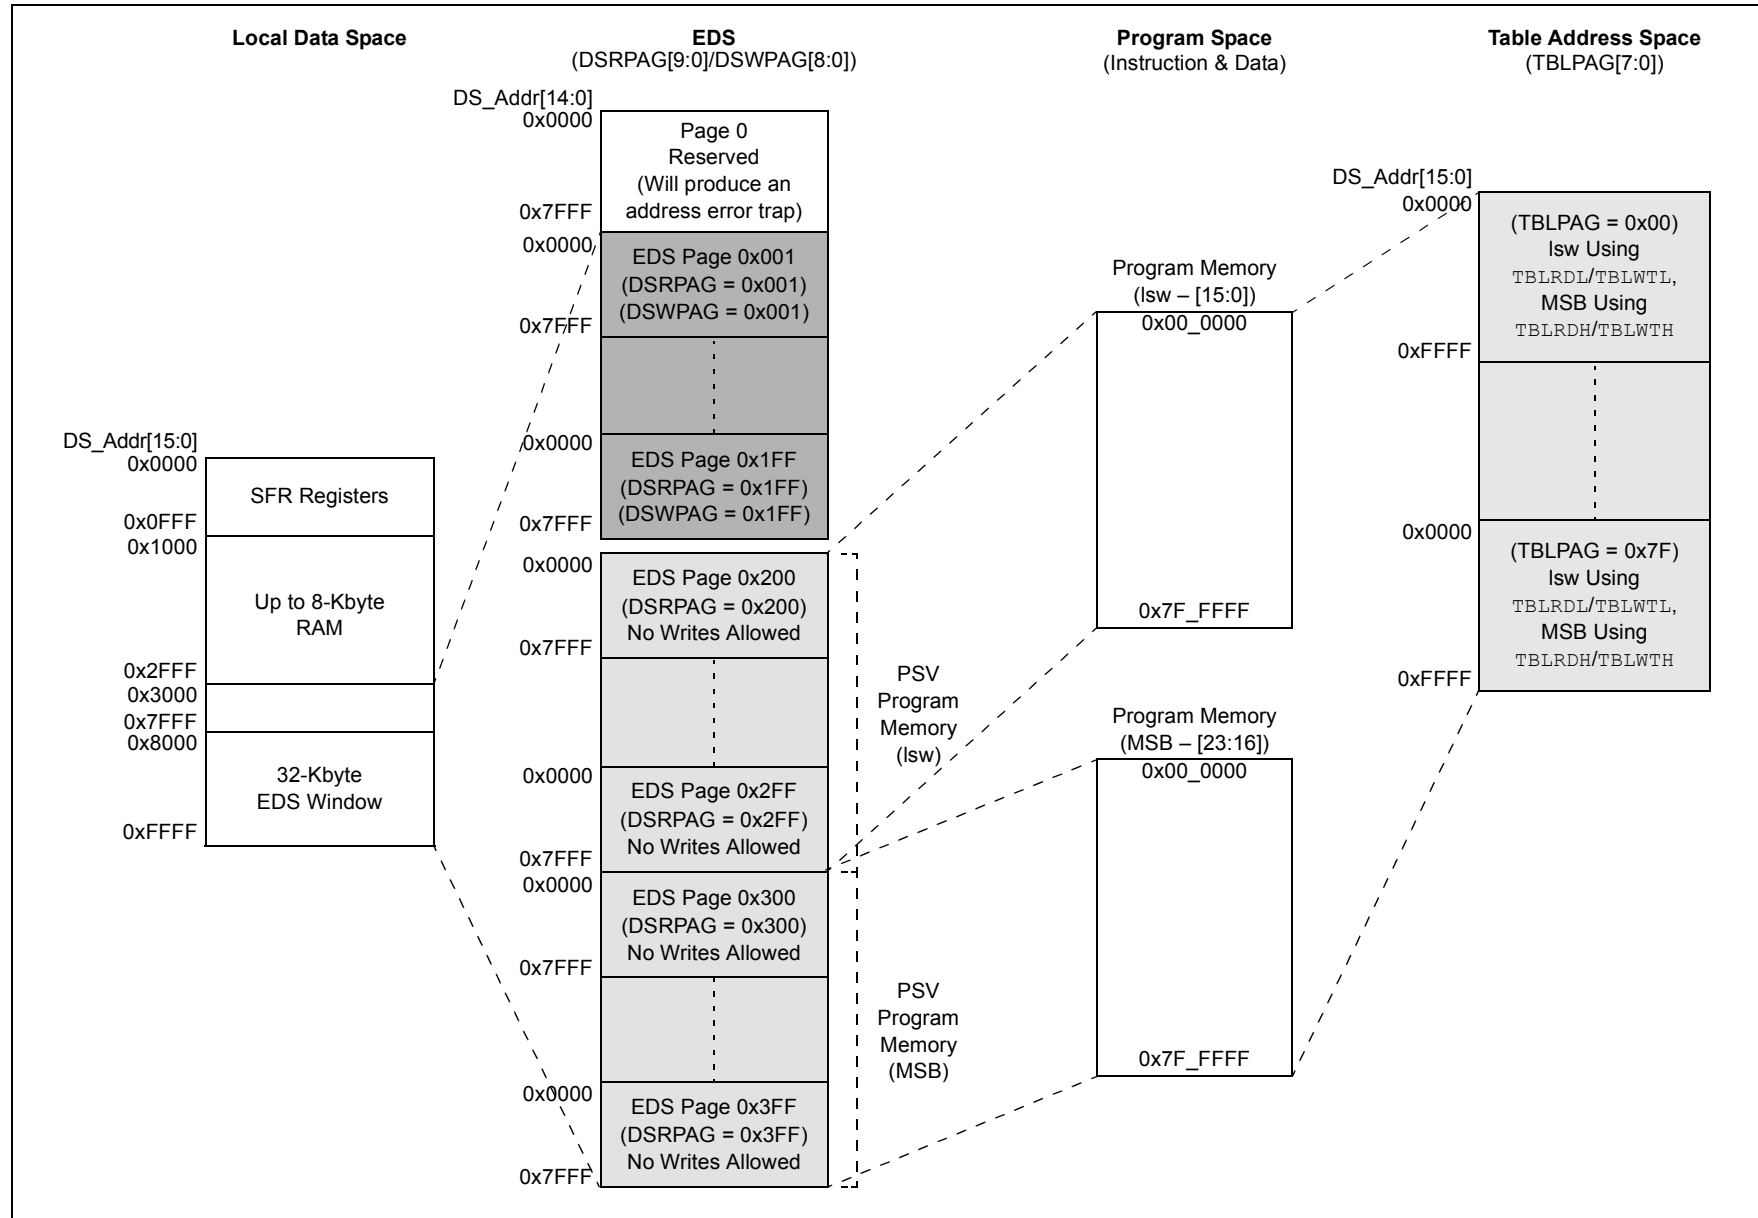 Local Data Space
DS_Addr[15:0]
0x0000
SFR Registers
0x0FFF
0x1000
Up to 8-Kbyte
RAM
0x2FFF
0x3000
0x7FFF
0x8000
32-Kbyte
EDS Window
0xFFFF
EDS
(DSRPAG[9:0]/DSWPAG[8:0])
DS_Addr[14:0]
0x0000
Page 0
Reserved
(Will produce an
address error trap)
0x7FFF
0x0000
EDS Page 0x001
(DSRPAG = 0x001)
(DSWPAG = 0x001)
0x7FFF
0x0000
EDS Page 0x1FF
(DSRPAG = 0x1FF)
(DSWPAG = 0x1FF)
0x7FFF
0x0000
EDS Page 0x200
(DSRPAG = 0x200)
No Writes Allowed
0x7FFF
0x0000
EDS Page 0x2FF
(DSRPAG = 0x2FF)
No Writes Allowed
0x7FFF
0x0000
EDS Page 0x300
(DSRPAG = 0x300)
No Writes Allowed
0x7FFF
0x0000
EDS Page 0x3FF
(DSRPAG = 0x3FF)
No Writes Allowed
0x7FFF
PSV
Program
Memory
(lsw)
PSV
Program
Memory
(MSB)
Program Space
(Instruction & Data)
Program Memory
(lsw – [15:0])
0x00_0000
0x7F_FFFF
Program Memory
(MSB – [23:16])
0x00_0000
0x7F_FFFF
Table Address Space
(TBLPAG[7:0])
DS_Addr[15:0]
0x0000
(TBLPAG = 0x00)
lsw Using
TBLRDL/TBLWTL,
MSB Using
TBLRDH/TBLWTH
0xFFFF
0x0000
(TBLPAG = 0x7F)
lsw Using
TBLRDL/TBLWTL,
MSB Using
TBLRDH/TBLWTH
0xFFFF